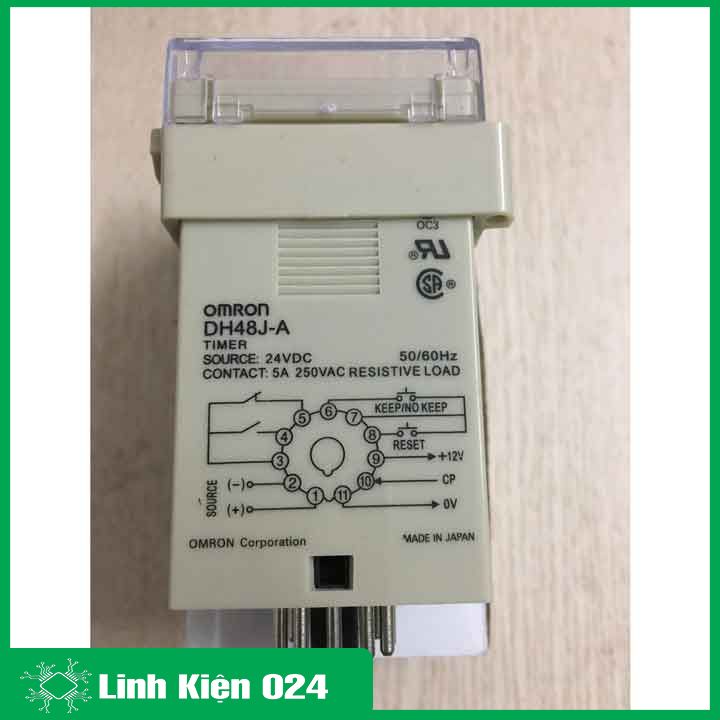 OC3
® UR
SA ®
OMRON
DH48J-A
TIMER
SOURCE: 24VDC 50/60Hz
CONTACT: 5A 250VAC RESISTIVE LOAD
5 6 7 KEEP/NO KEEP
4 8 RESET
3 9 +12V
SOURCE (-) 2 10 CP
(+) 1 11 0V
OMRON Corporation MADE IN JAPAN
Linh Kiện 024